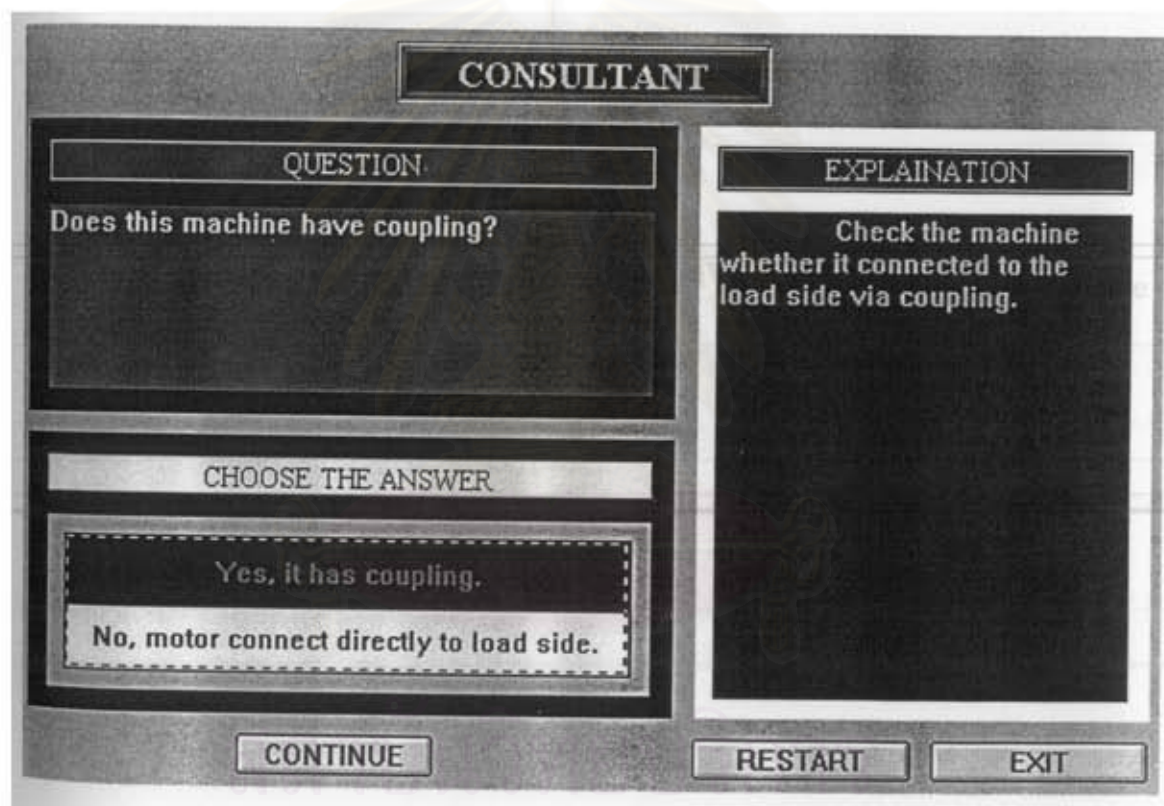 CONSULTANT
QUESTION
Does this machine have coupling?
EXPLAINATION
Check the machine
whether it connected to the
load side via coupling.
CHOOSE THE ANSWER
Yes, it has coupling.
No, motor connect directly to load side.
CONTINUE
RESTART
EXIT